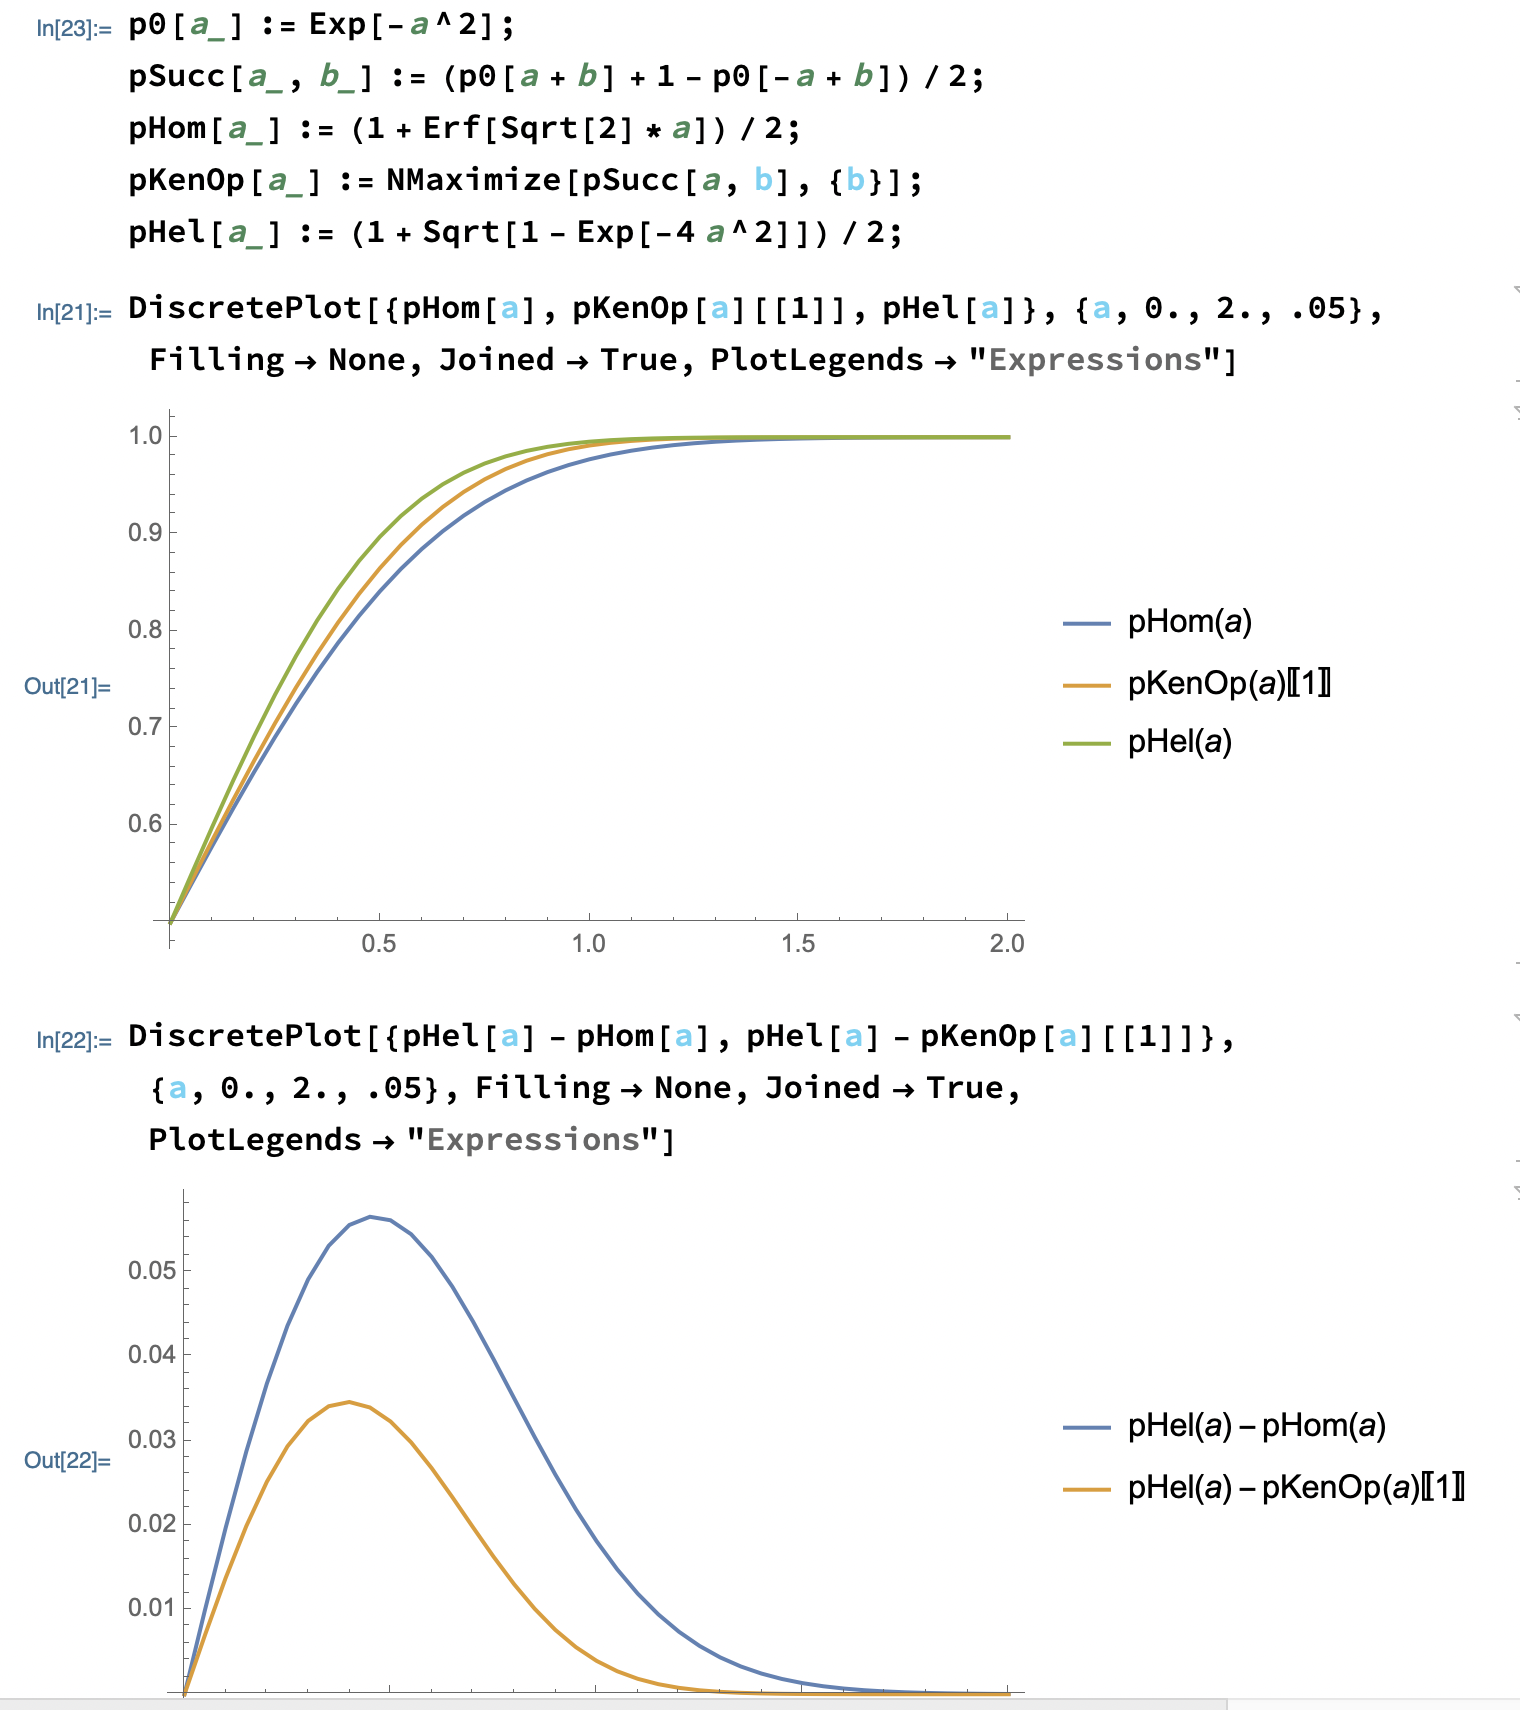 In[23]:= p0[a_] := Exp[-a^2];
pSucc[a_, b_] := (p0[a + b] + 1 - p0[-a + b]) / 2;
pHom[a_] := (1 + Erf[Sqrt[2] * a]) / 2;
pKenOp[a_] := NMaximize[pSucc[a, b], {b}];
pHel[a_] := (1 + Sqrt[1 - Exp[-4 a^2]]) / 2;
In[21]:= DiscretePlot[{pHom[a], pKenOp[a][[1]], pHel[a]}, {a, 0., 2., .05},
Filling → None, Joined → True, PlotLegends → "Expressions"]
1.0
0.9
0.8
0.7
0.6
0.5 1.0 1.5 2.0
Out[21]=
pHom(a)
pKenOp(a)⟦1⟧
pHel(a)
In[22]:= DiscretePlot[{pHel[a] - pHom[a], pHel[a] - pKenOp[a][[1]]},
{a, 0., 2., .05}, Filling → None, Joined → True,
PlotLegends → "Expressions"]
0.05
0.04
0.03
0.02
0.01
Out[22]=
pHel(a) – pHom(a)
pHel(a) – pKenOp(a)⟦1⟧